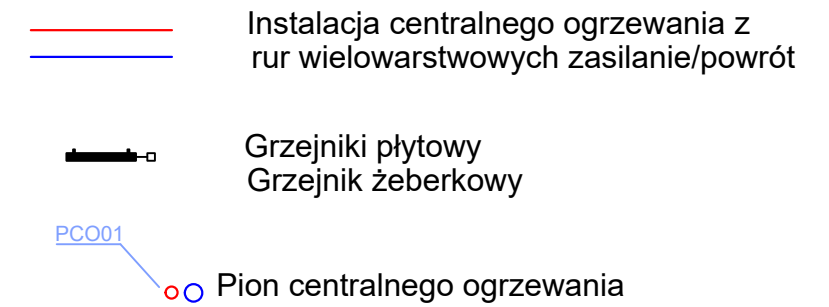 Instalacja centralnego ogrzewania z
rur wielowarstwowych zasilanie/powrót
Grzejniki płytowy
Grzejnik żeberkowy
PCO01
Pion centralnego ogrzewania